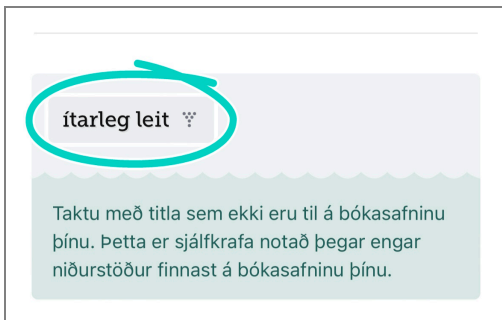 ítarleg leit
Taktu með titla sem ekki eru til á bókasafninu
þínu. Þetta er sjálfkrafa notað þegar engar
niðurstöður finnast á bókasafninu þínu.